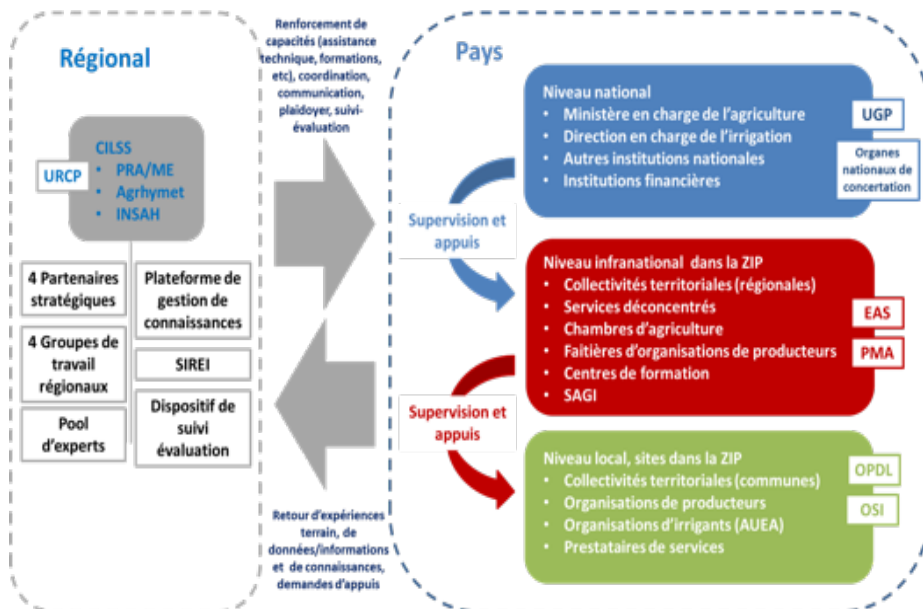 Régional
URCP
CILSS
• PRA/ME
• Agrhymet
• INSAH
4 Partenaires
stratégiques
4 Groupes de
travail
régionaux
Pool
d'experts
Plateforme de
gestion de
connaissances
SIREI
Dispositif de
suivi
évaluation
Renforcement de
capacités (assistance
technique, formations,
etc), coordination,
communication,
plaidoyer, suivi-
évaluation
Retour d'expériences
terrain, de
données/informations
et de connaissances,
demandes d'appuis
Pays
Niveau national
• Ministère en charge de l'agriculture
• Direction en charge de l'irrigation
• Autres institutions nationales
• Institutions financières
UGP
Organes
nationaux de
concertation
Supervision et
appuis
Niveau infranational dans la ZIP
• Collectivités territoriales (régionales)
• Services déconcentrés
• Chambres d'agriculture
• Faitières d'organisations de producteurs
• Centres de formation
• SAGI
EAS
PMA
Supervision et
appuis
Niveau local, sites dans la ZIP
• Collectivités territoriales (communes)
• Organisations de producteurs
• Organisations d'irrigants (AUEA)
• Prestataires de services
OPDL
OSI